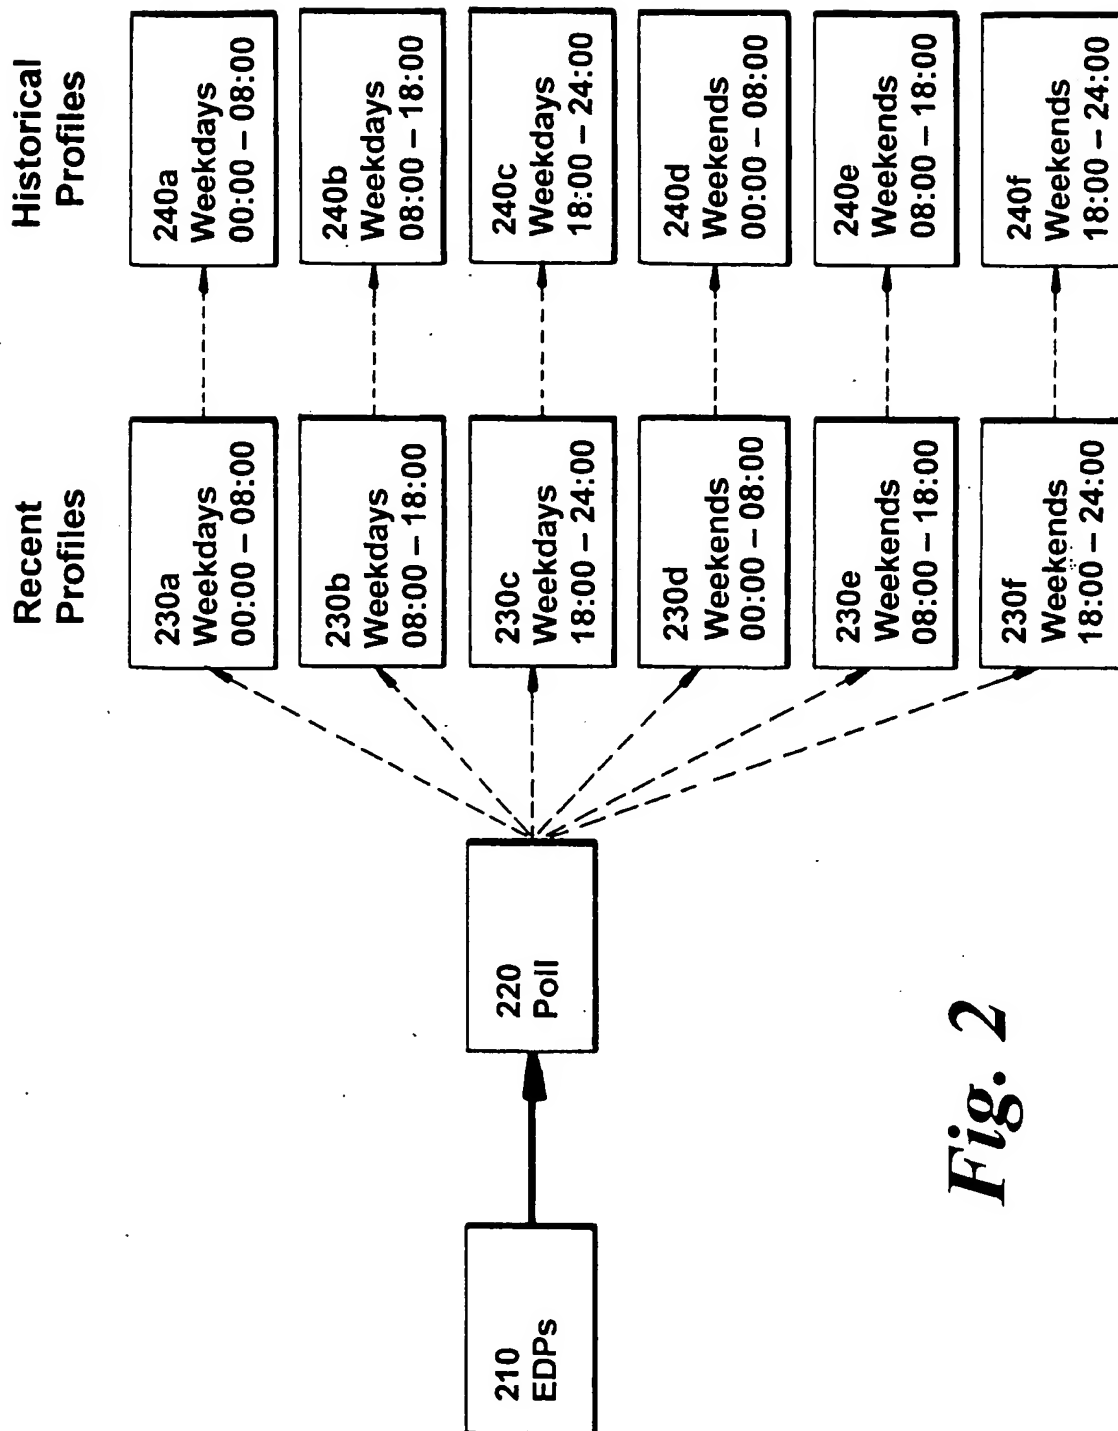 210
EDPs
220
Poll
Recent
Profiles
230a
Weekdays
00:00 – 08:00
230b
Weekdays
08:00 – 18:00
230c
Weekdays
18:00 – 24:00
230d
Weekends
00:00 – 08:00
230e
Weekends
08:00 – 18:00
230f
Weekends
18:00 – 24:00
Historical
Profiles
240a
Weekdays
00:00 – 08:00
240b
Weekdays
08:00 – 18:00
240c
Weekdays
18:00 – 24:00
240d
Weekends
00:00 – 08:00
240e
Weekends
08:00 – 18:00
240f
Weekends
18:00 – 24:00
Fig. 2